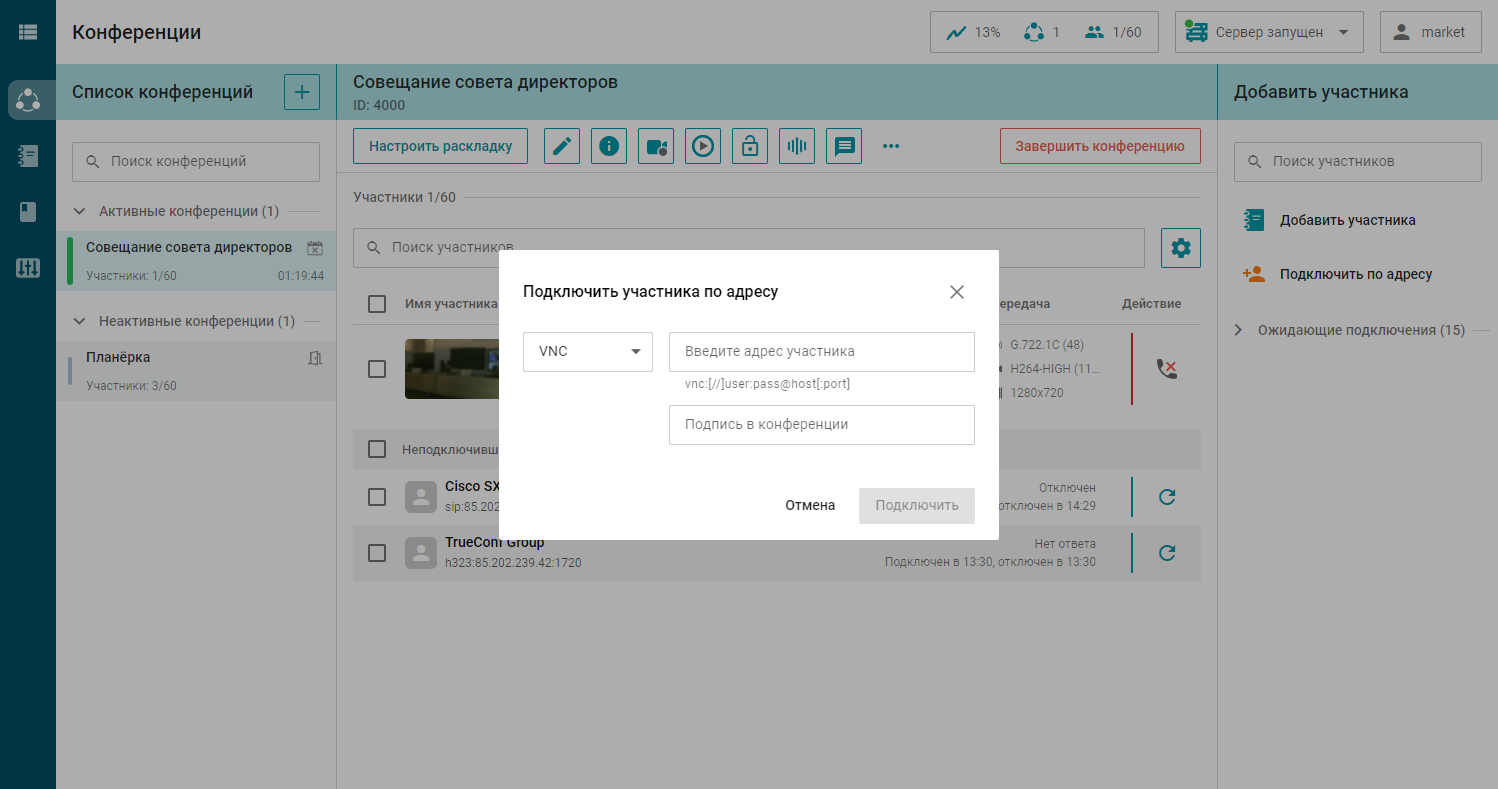 Конференции
13%
1
1/60
Сервер запущен
market
Список конференций
Поиск конференций
Активные конференции (1)
Совещание совета директоров
Участники: 1/60
01:19:44
Неактивные конференции (1)
Планёрка
Участники: 3/60
Совещание совета директоров
ID: 4000
Настроить раскладку
Завершить конференцию
Участники 1/60
Поиск участников
Имя участника
ередача
Действие
G.722.1C (48)
H264-HIGH (11...
1280x720
Неподключивш
Cisco SX
sip:85.202
Отключен
отключен в 14:29
TrueConf Group
h323:85.202.239.42:1720
Нет ответа
Подключен в 13:30, отключен в 13:30
Подключить участника по адресу
VNC
Введите адрес участника
vnc:[//]user:pass@host[:port]
Подпись в конференции
Отмена
Подключить
Добавить участника
Поиск участников
Добавить участника
Подключить по адресу
Ожидающие подключения (15)